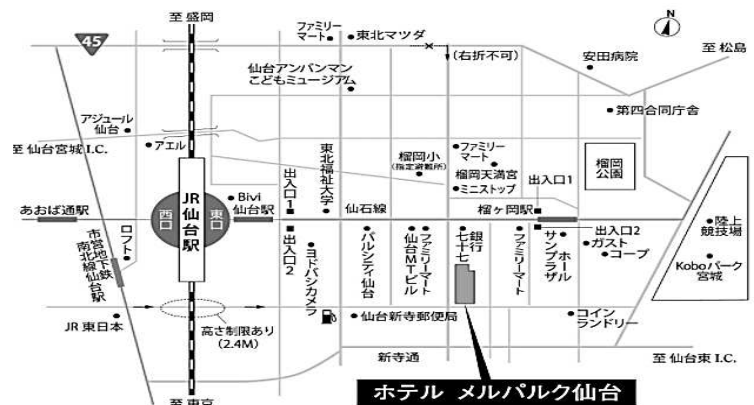 至 盛岡
45
ファミリー
マート
東北マツダ
(右折不可)
N
至 松島
安田病院
仙台アンパンマン
こどもミュージアム
アジュール
仙台
第四合同庁舎
至 仙台宮城 I.C.
アエル
東北福祉大学
榴岡小
(指定避難所)
ファミリー
マート
榴岡天満宮
ミニストップ
出入口1
榴岡
公園
出入口1
Bivi
仙台駅
あおば通駅
西口
JR仙台駅
東口
仙石線
榴ヶ岡駅
陸上
競技場
Koboパーク
宮城
市営地下鉄
南北線仙台駅
ロフト
出入口2
ヨドバシカメラ
パルシティ仙台
仙台MTビル
ファミリーマート
七十七
銀行
ファミリーマート
サンプラザ
ホール
出入口2
ガスト
コープ
JR 東日本
高さ制限あり
(2.4M)
仙台新寺郵便局
コイン
ランドリー
新寺通
至 仙台東 I.C.
ホテル メルパルク仙台
至 東京